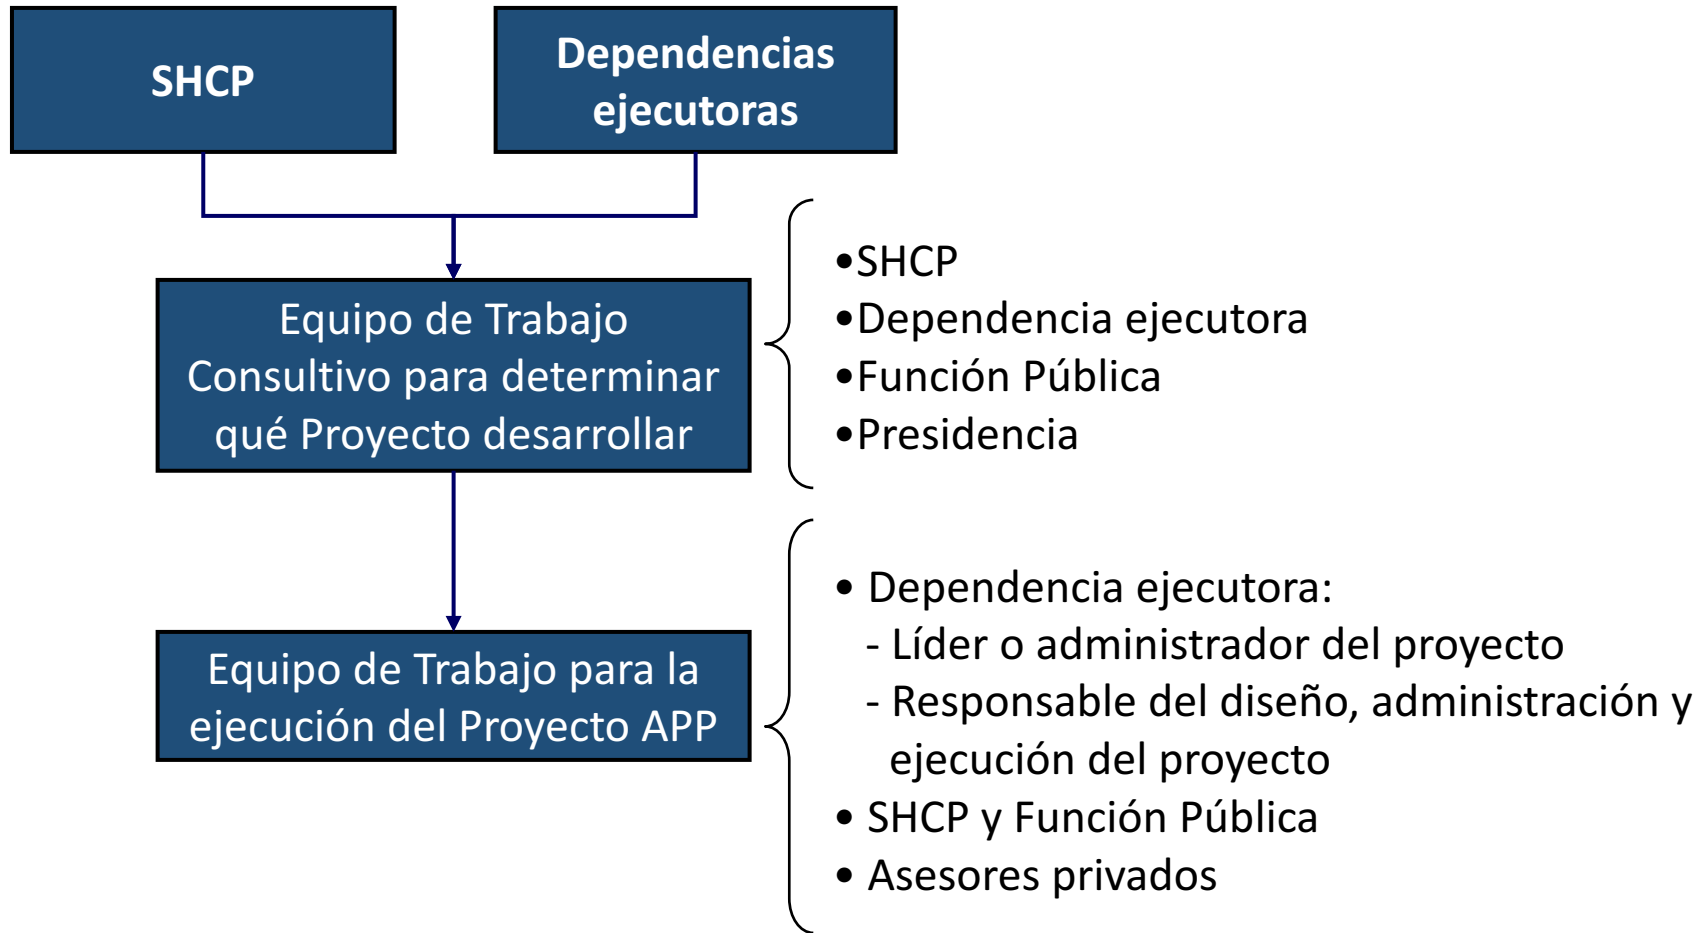 SHCP
Dependencias
ejecutoras
Equipo de Trabajo
Consultivo para determinar
qué Proyecto desarrollar
•SHCP
•Dependencia ejecutora
•Función Pública
•Presidencia
Equipo de Trabajo para la
ejecución del Proyecto APP
• Dependencia ejecutora:
- Líder o administrador del proyecto
- Responsable del diseño, administración y
ejecución del proyecto
• SHCP y Función Pública
• Asesores privados